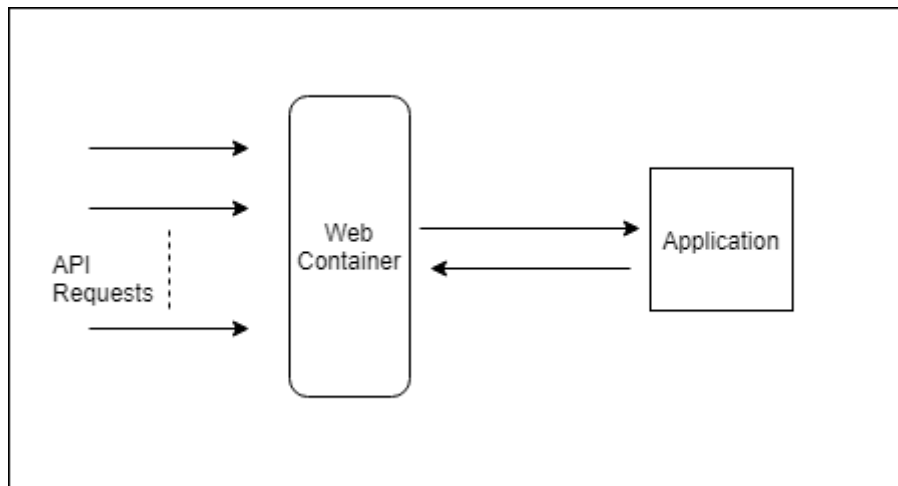 API
Requests
Web
Container
Application